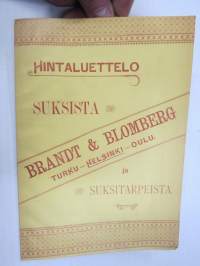 HINTALUETTELO
SUKSISTA
BRANDT & BLOMBERG
TURKU - HELSINKI - OULU.
ja
SUKSITARPEISTA